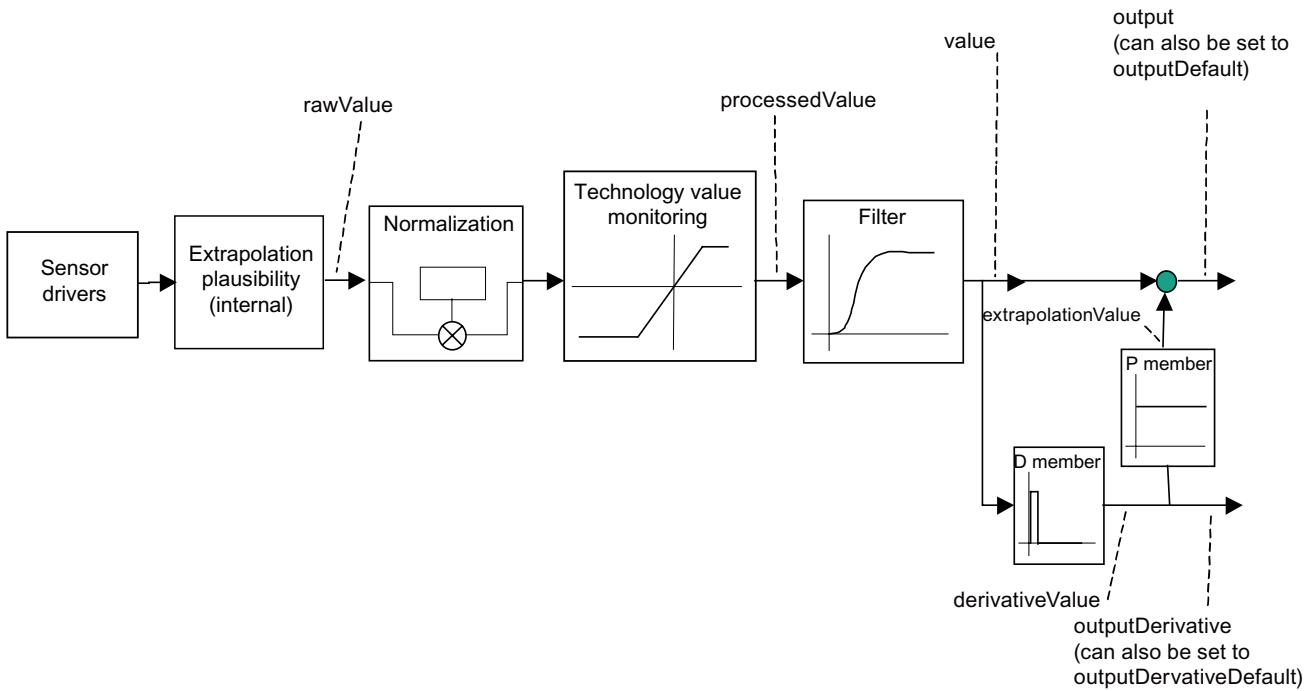 output
(can also be set to
outputDefault)
value
rawValue
processedValue
Sensor
drivers
Extrapolation
plausibility
(internal)
Normalization
Technology value
monitoring
Filter
extrapolationValue
P member
D member
derivativeValue
outputDerivative
(can also be set to
outputDervativeDefault)